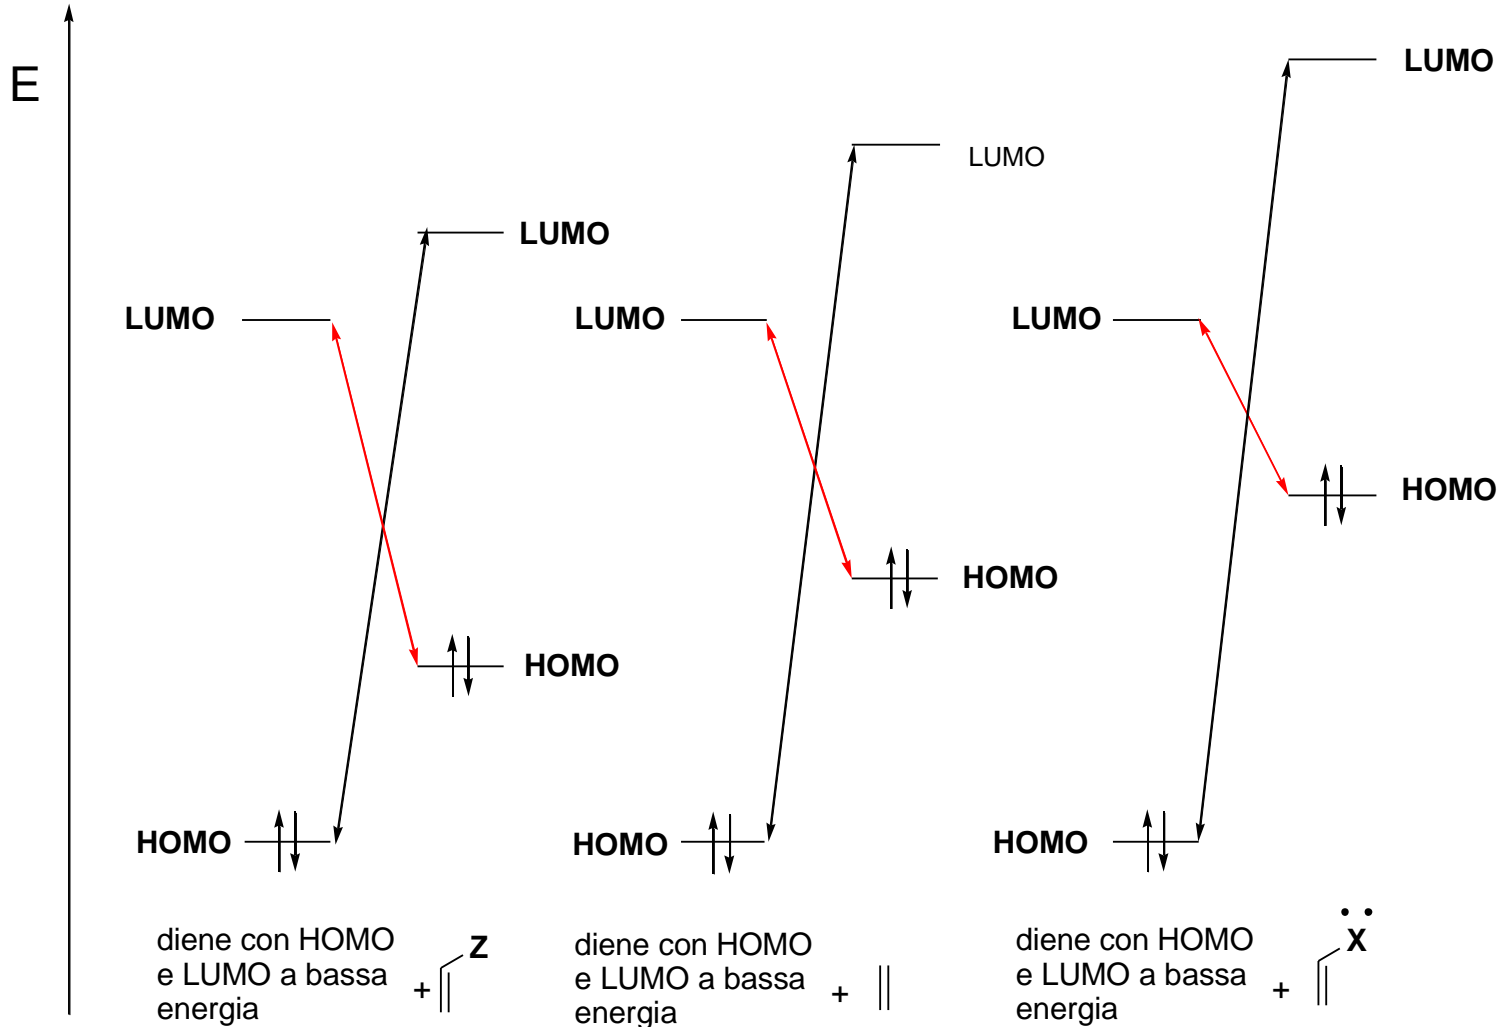 E
LUMO
LUMO
LUMO
LUMO
LUMO
LUMO
HOMO
HOMO
HOMO
HOMO
HOMO
HOMO
diene con HOMO
e LUMO a bassa
energia
+
Z
diene con HOMO
e LUMO a bassa
energia
+
diene con HOMO
e LUMO a bassa
energia
+
X